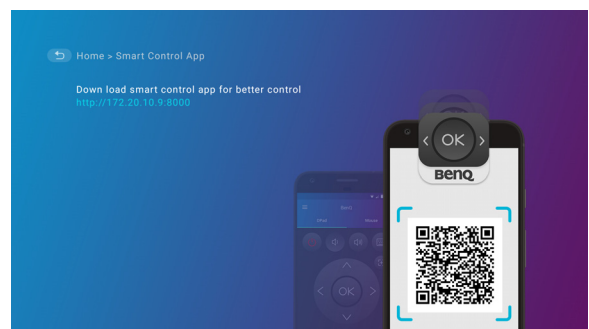 Home > Smart Control App
Down load smart control app for better control
http://172.20.10.9:8000
OK
BenQ
BenQ
OK